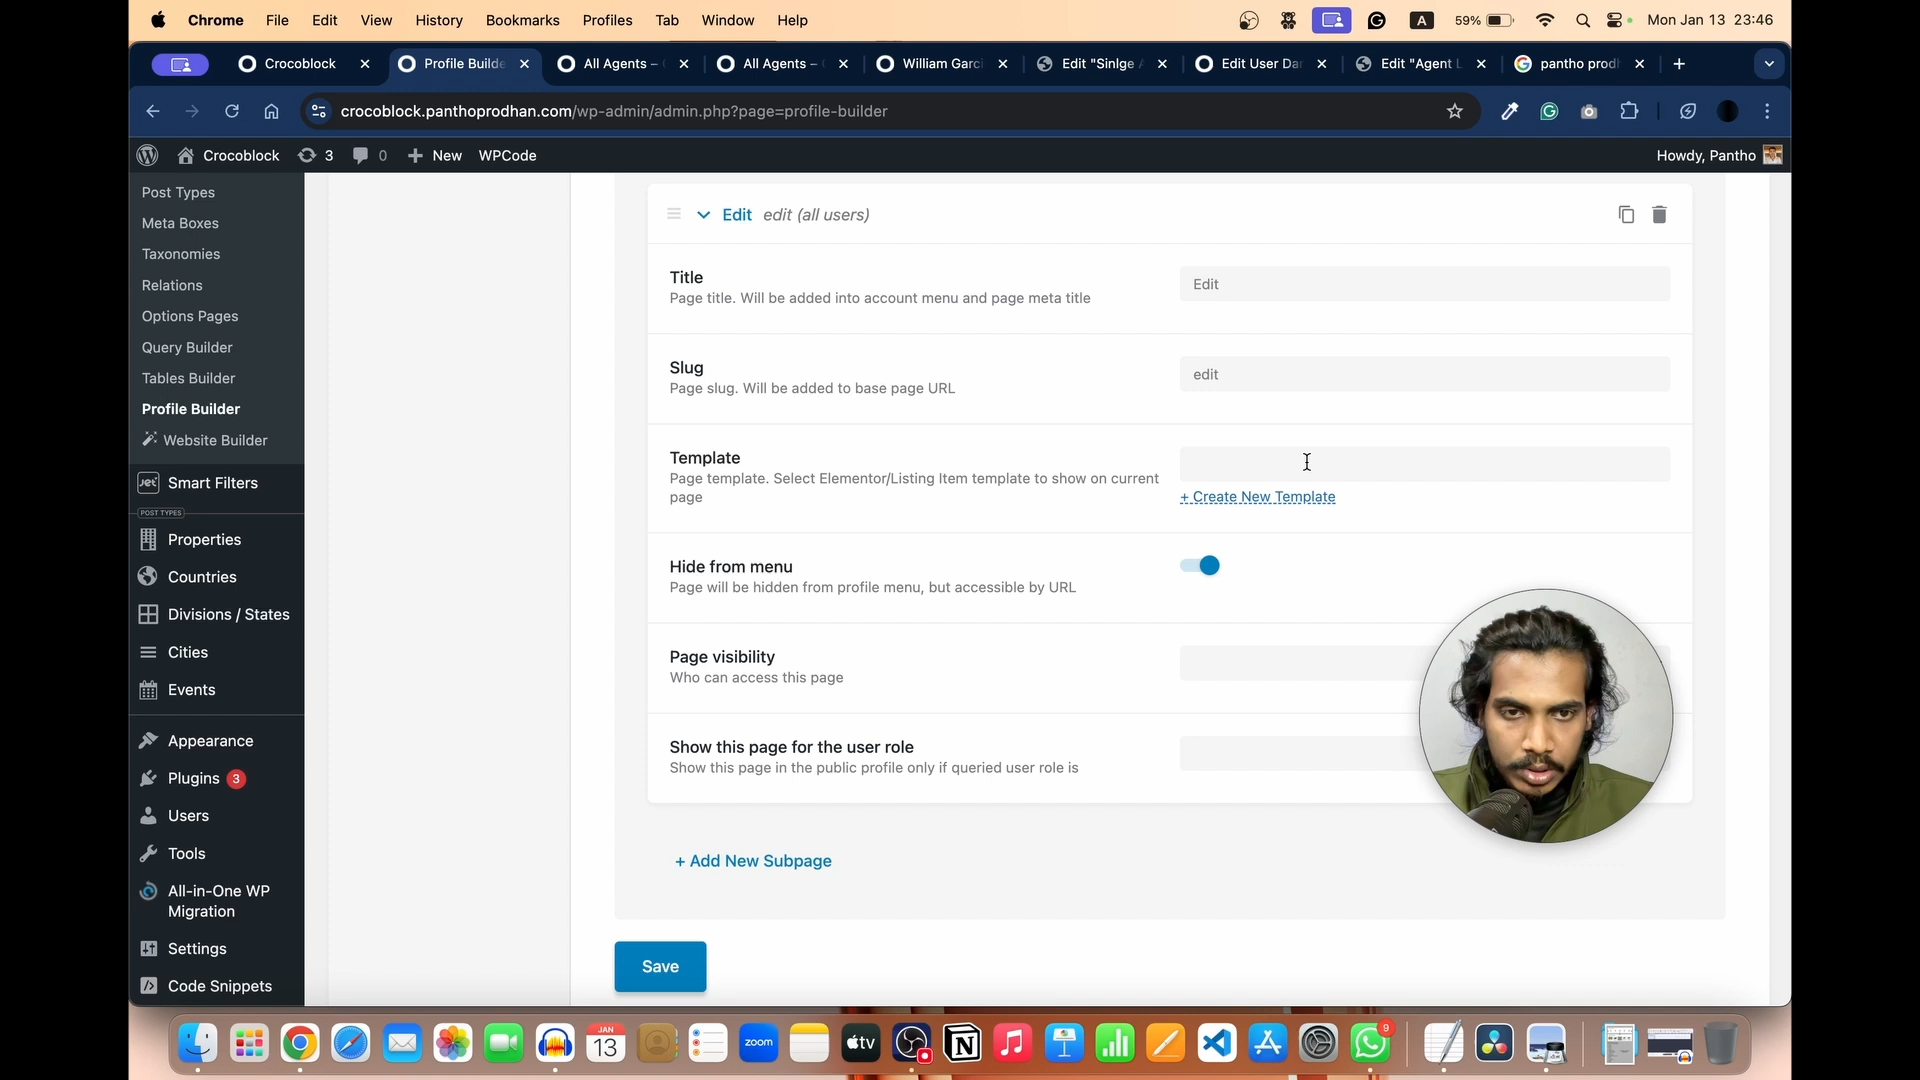 Chrome File Edit View History Bookmarks Profiles Tab Window Help A 59% Mon Jan 13 23:46
Crocoblock Profile Builde All Agents – All Agents – William Garci Edit "Sinlge A Edit User Da Edit "Agent L pantho prod
crocoblock.panthoprodhan.com/wp-admin/admin.php?page=profile-builder
Crocoblock 3 0 New WPCode Howdy, Pantho
Post Types
Meta Boxes
Taxonomies
Relations
Options Pages
Query Builder
Tables Builder
Profile Builder
Website Builder
Jet Smart Filters
POST TYPES
Properties
Countries
Divisions / States
Cities
Events
Appearance
Plugins 3
Users
Tools
All-in-One WP
Migration
Settings
Code Snippets
Edit edit (all users)
Title
Page title. Will be added into account menu and page meta title
Edit
Slug
Page slug. Will be added to base page URL
edit
Template
Page template. Select Elementor/Listing Item template to show on current
page
+ Create New Template
Hide from menu
Page will be hidden from profile menu, but accessible by URL
Page visibility
Who can access this page
Show this page for the user role
Show this page in the public profile only if queried user role is
+ Add New Subpage
Save
JAN
13
zoom
tv
9